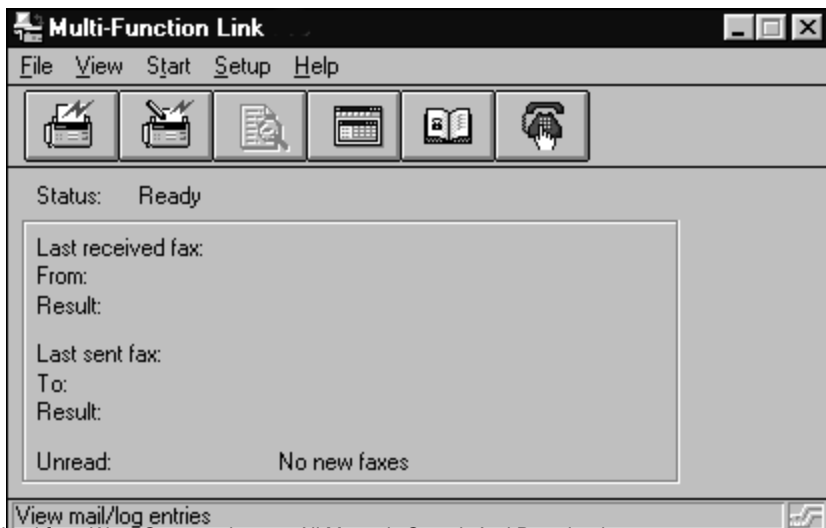 Multi-Function Link
File View Start Setup Help
Status: Ready
Last received fax:
From:
Result:
Last sent fax:
To:
Result:
Unread: No new faxes
View mail/log entries